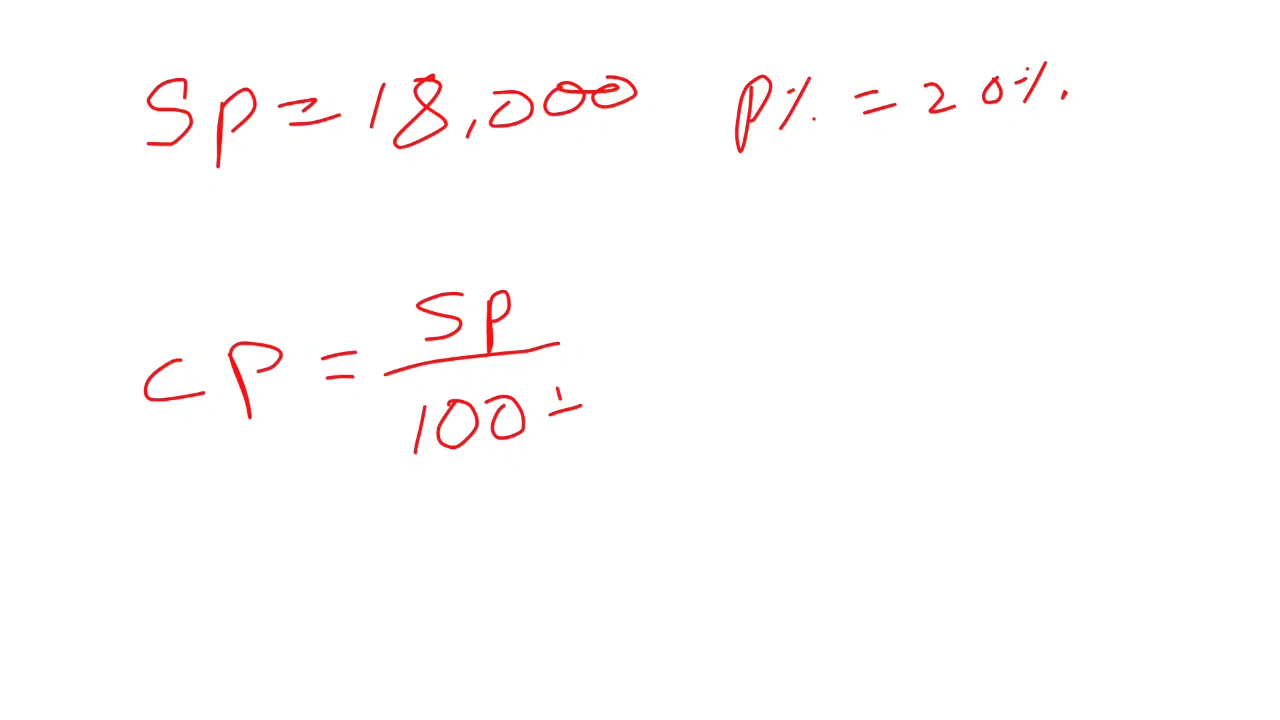 SP = 18,000 P% = 20%.
CP = SP
100 +